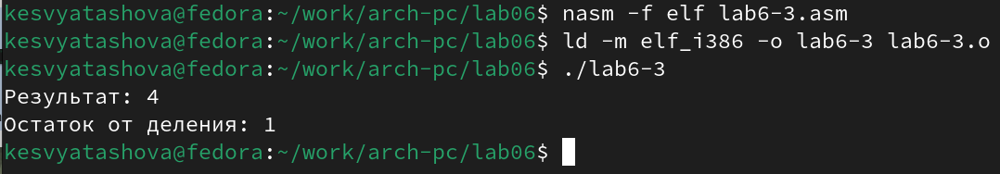 kesvyatashova@fedora:~/work/arch-pc/lab06$ nasm -f elf lab6-3.asm
kesvyatashova@fedora:~/work/arch-pc/lab06$ ld -m elf_i386 -o lab6-3 lab6-3.o
kesvyatashova@fedora:~/work/arch-pc/lab06$ ./lab6-3
Результат: 4
Остаток от деления: 1
kesvyatashova@fedora:~/work/arch-pc/lab06$